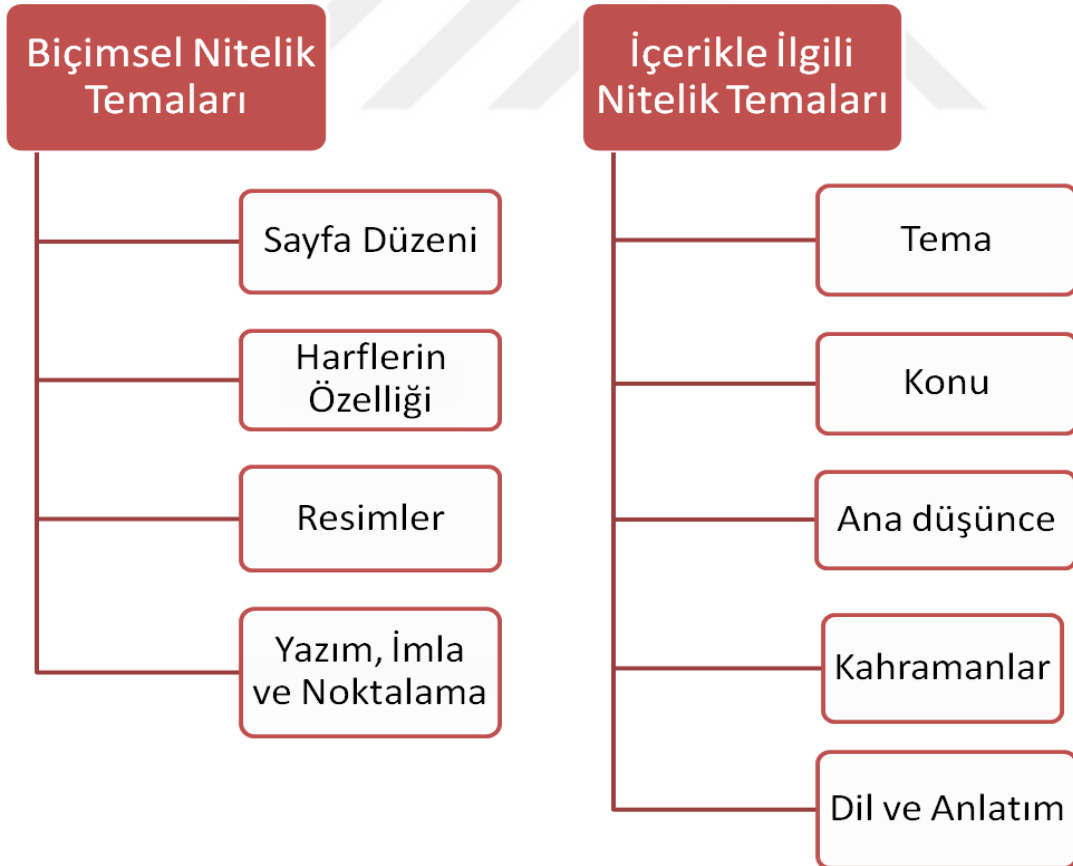 Biçimsel Nitelik
Temaları
Sayfa Düzeni
Harflerin
Özelliği
Resimler
Yazım, İmla
ve Noktalama
İçerikle İlgili
Nitelik Temaları
Tema
Konu
Ana düşünce
Kahramanlar
Dil ve Anlatım